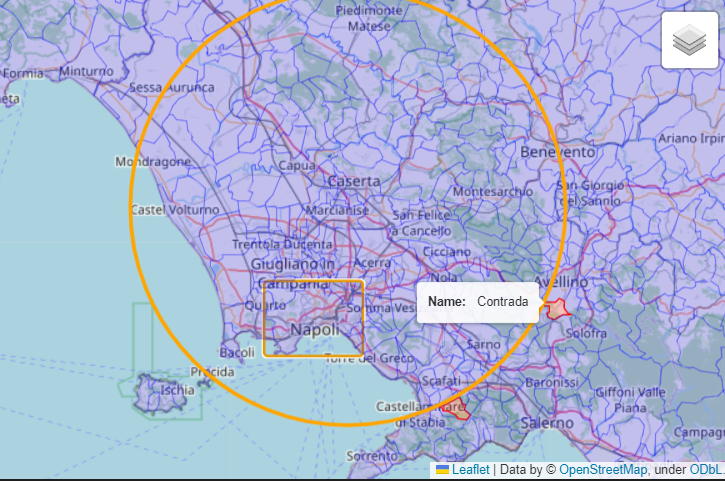 Piedimonte
Matese
Formia
Minturno
Sessa Aurunca
Ariano Irpin
Benevento
Mondragone
Capua
Caserta
Montesarchio
San Giorgio
del Sannio
Castel Volturno
Marcianise
San Felice
a Cancello
Trentola Ducenta
Cicciano
Giugliano in
Campania
Acerra
Nola
Avellino
Quarto
Somma Vesu
Name: Contrada
Napoli
Solofra
Bacoli
Torre del Greco
Sarno
Procida
Ischia
Scafati
Baronissi
Giffoni Valle
Piana
Castellammare
di Stabia
Salerno
Campagn
Sorrento
Leaflet | Data by © OpenStreetMap, under ODbL.